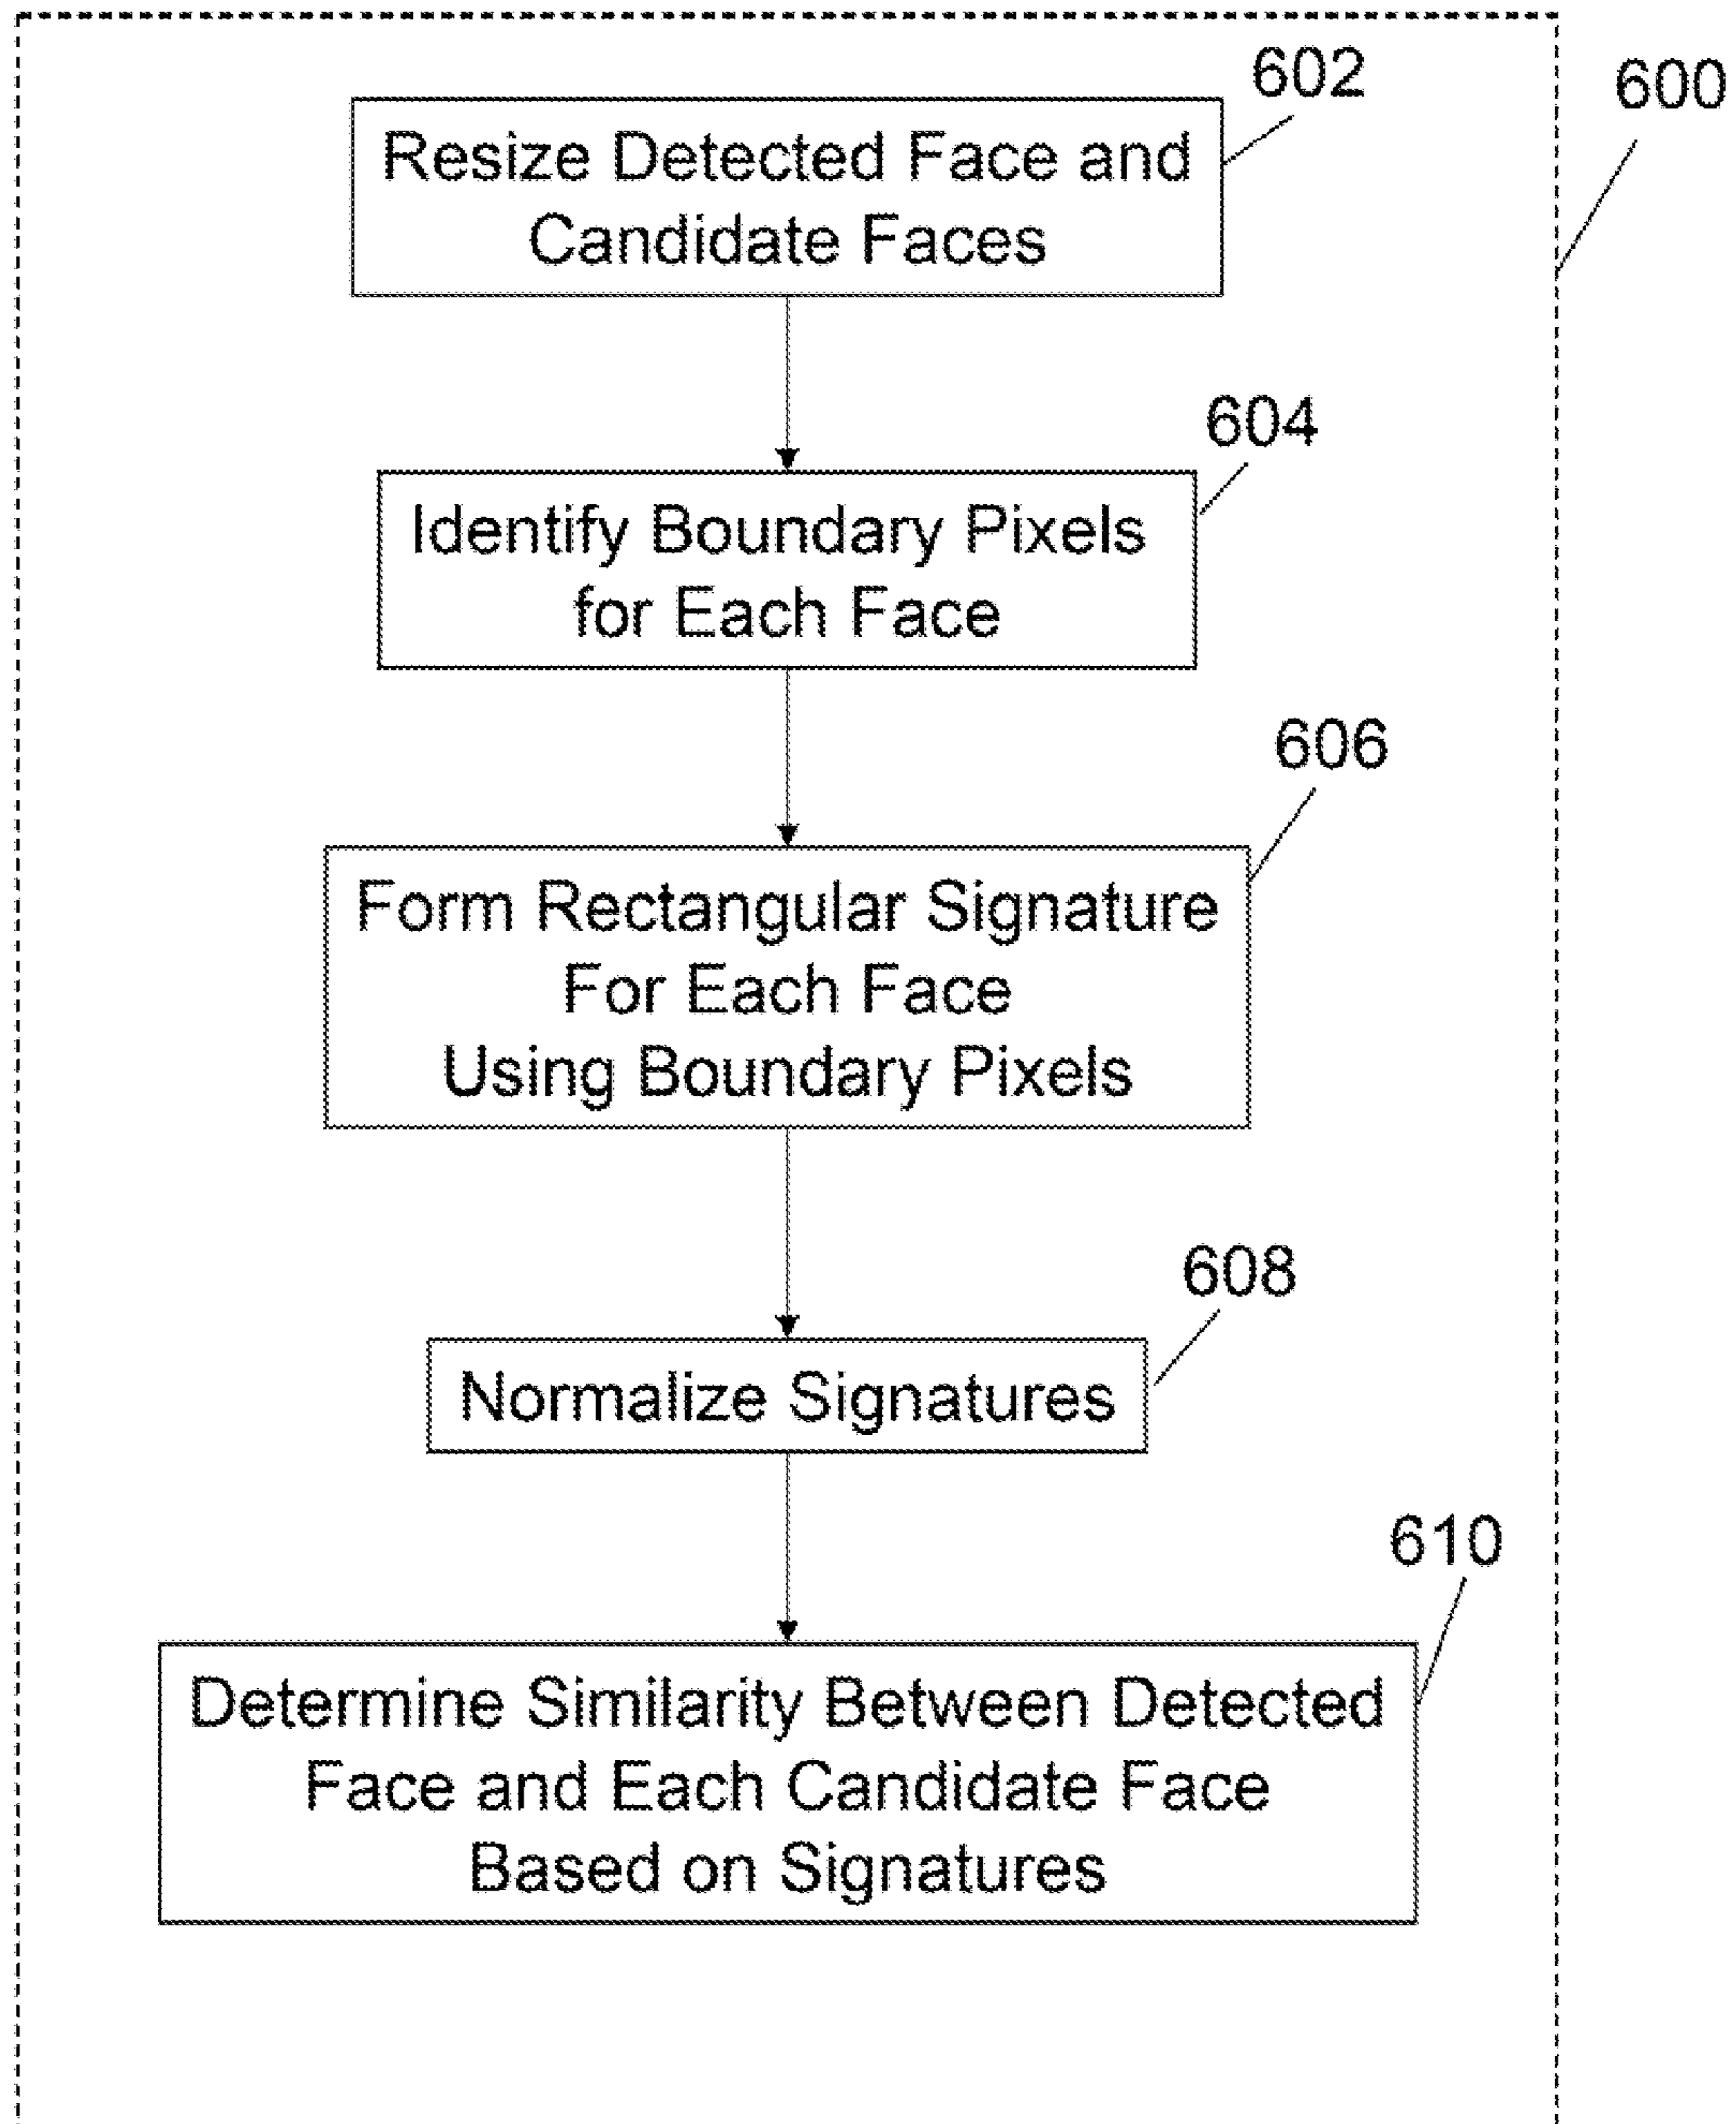 602
600
Resize Detected Face and
Candidate Faces
604
Identify Boundary Pixels
for Each Face
606
Form Rectangular Signature
For Each Face
Using Boundary Pixels
608
Normalize Signatures
610
Determine Similarity Between Detected
Face and Each Candidate Face
Based on Signatures